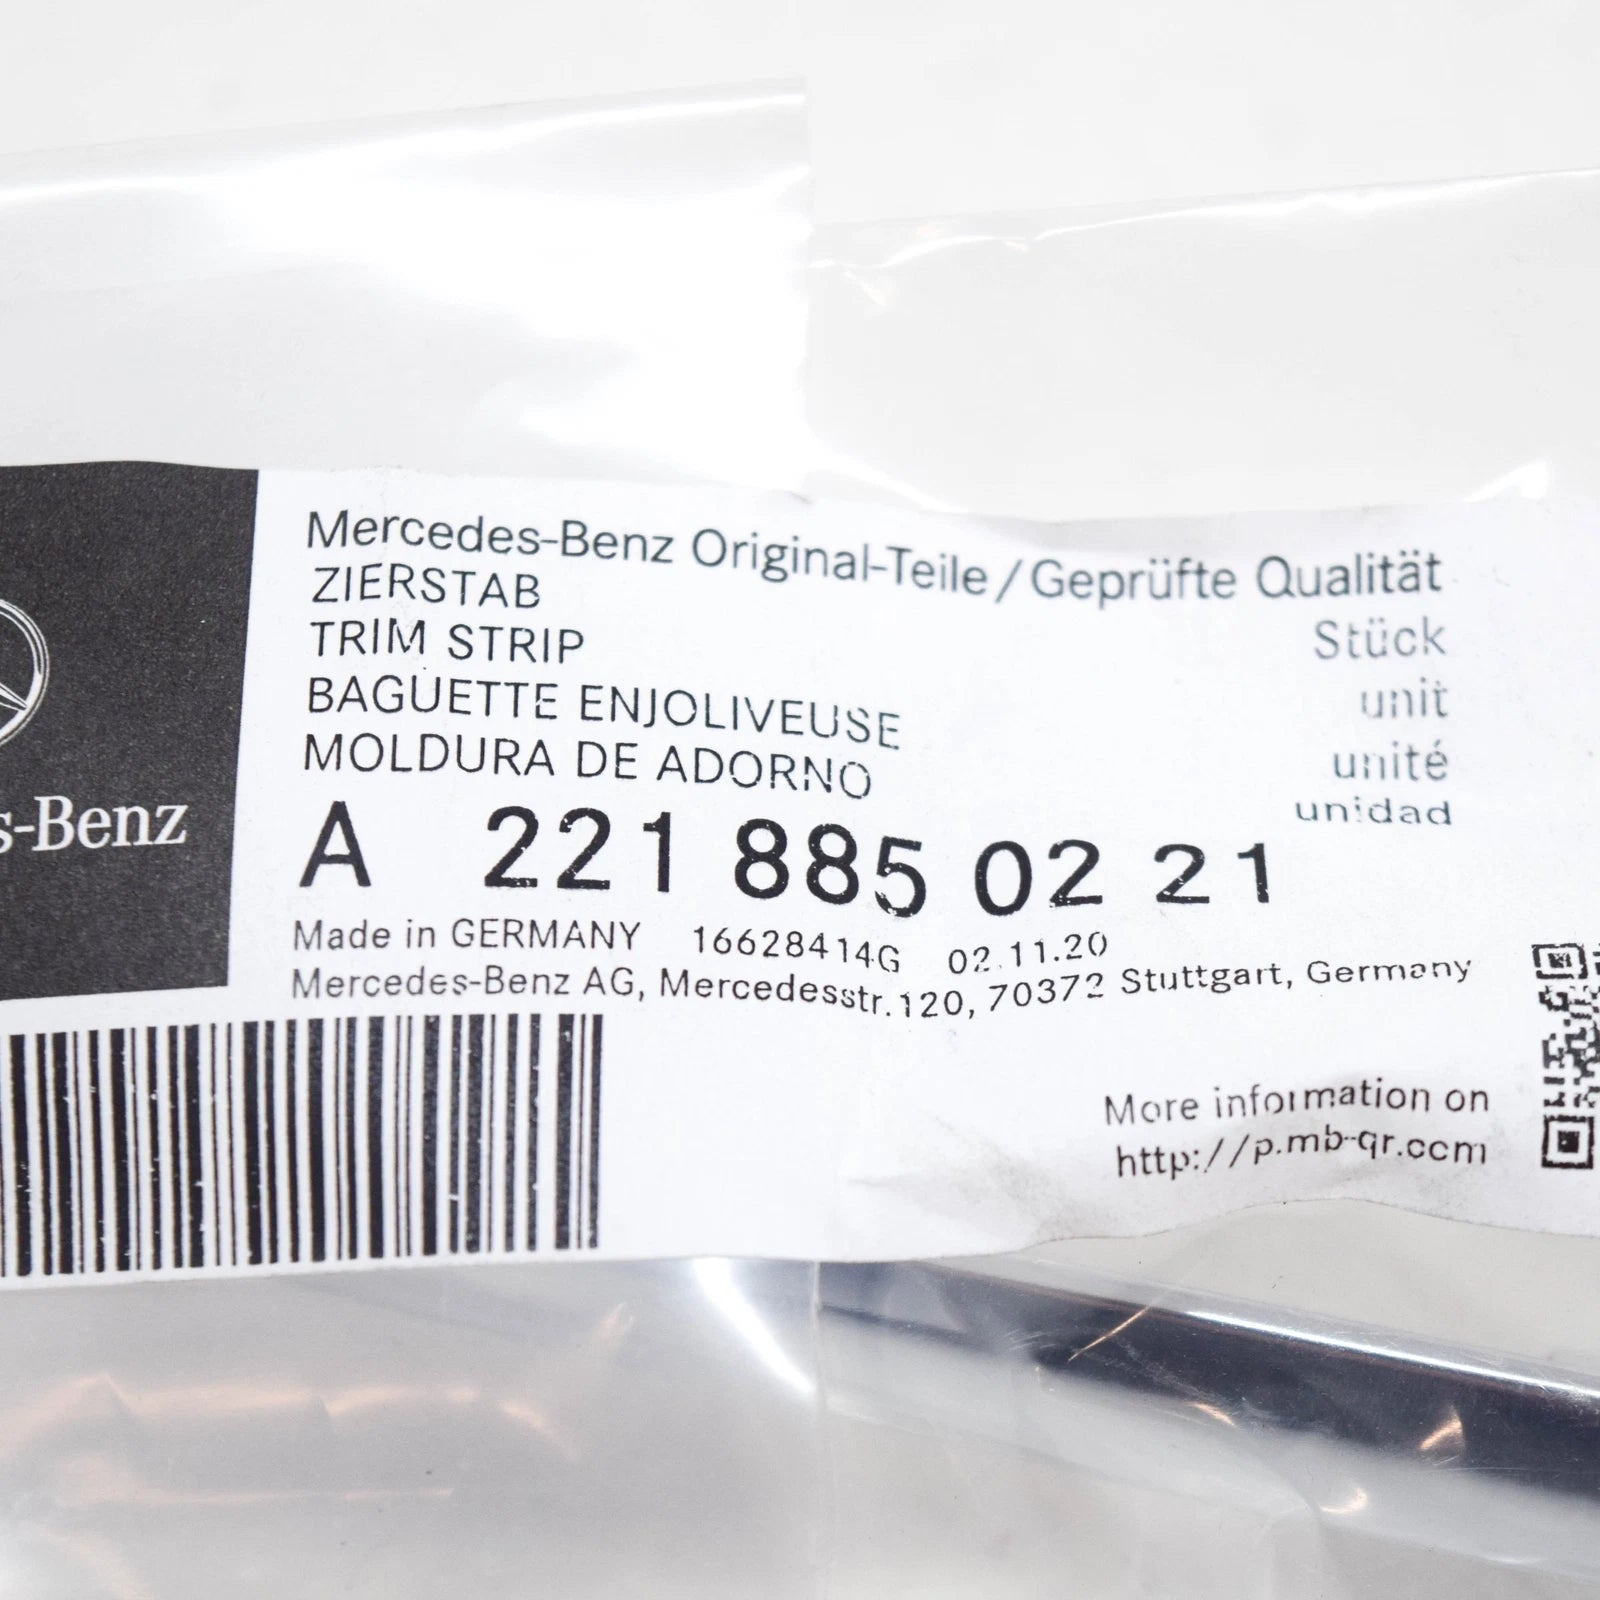 Mercedes-Benz Original-Teile / Geprüfte Qualität
ZIERSTAB
Stück
TRIM STRIP
unit
BAGUETTE ENJOLIVEUSE
unité
MOLDURA DE ADORNO
unidad
s-Benz
A 221 885 02 21
Made in GERMANY 16628414G 02.11.20
Mercedes-Benz AG, Mercedesstr. 120, 70372 Stuttgart, Germany
More information on
http://p.mb-qr.com